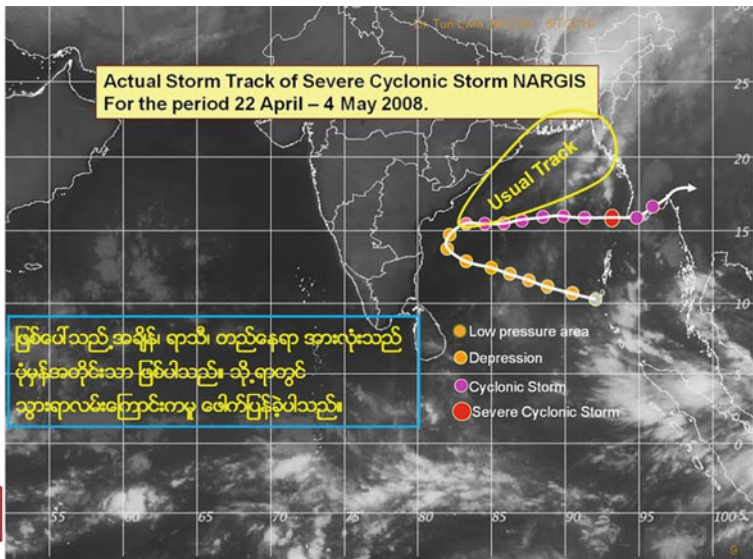 Actual Storm Track of Severe Cyclonic Storm NARGIS
For the period 22 April – 4 May 2008.
25
20
Usual Track
15
10
Low pressure area
Depression
Cyclonic Storm
Severe Cyclonic Storm
ဖြစ်ပေါ်သည့်အချိန်၊ ရာသီ၊ တည်နေရာ အားလုံးသည်
ပုံမှန်အတိုင်းသာ ဖြစ်ပါသည်။ သို့ရာတွင်
သွားရာလမ်းကြောင်းကမူ ဖေါက်ပြန်ခဲ့ပါသည်။
0
55 60 65 70 75 80 85 90 95 100
5